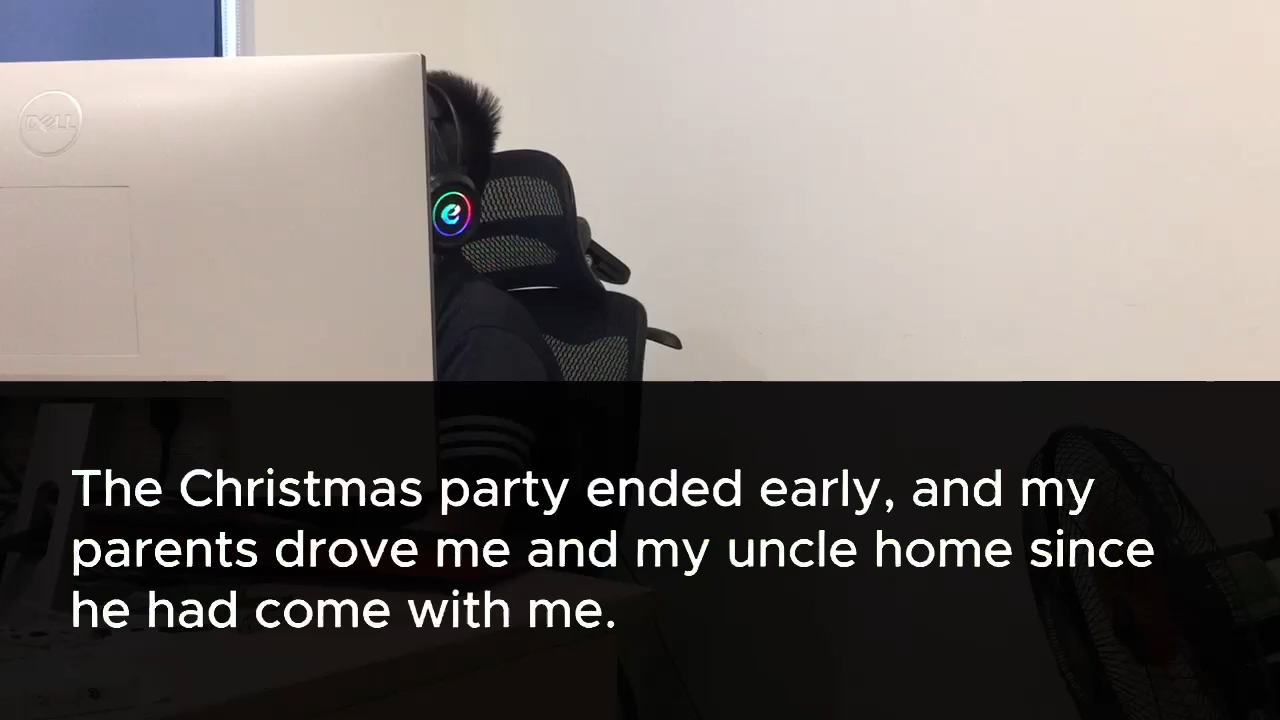 DELL
The Christmas party ended early, and my
parents drove me and my uncle home since
he had come with me.